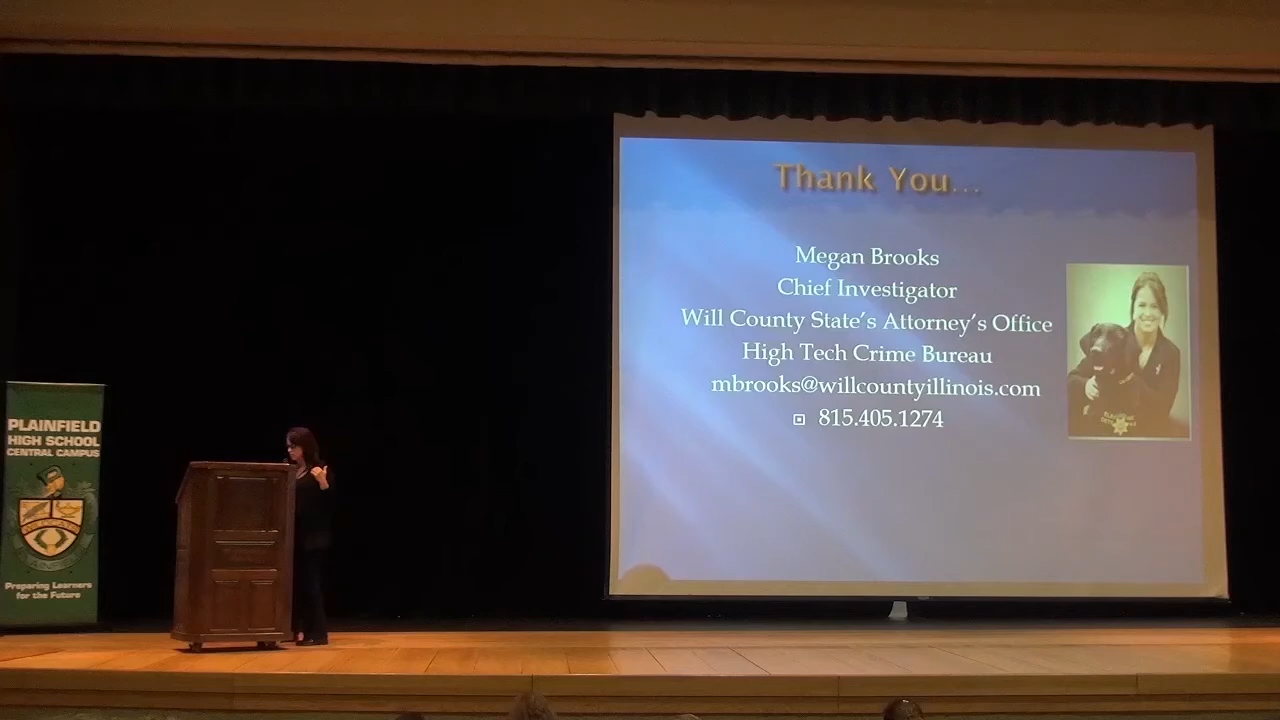 Thank You...
Megan Brooks
Chief Investigator
Will County State's Attorney's Office
High Tech Crime Bureau
mbrooks@willcountyillinois.com
815.405.1274
PLAINFIELD
HIGH SCHOOL
CENTRAL CAMPUS
Preparing Learners
for the Future